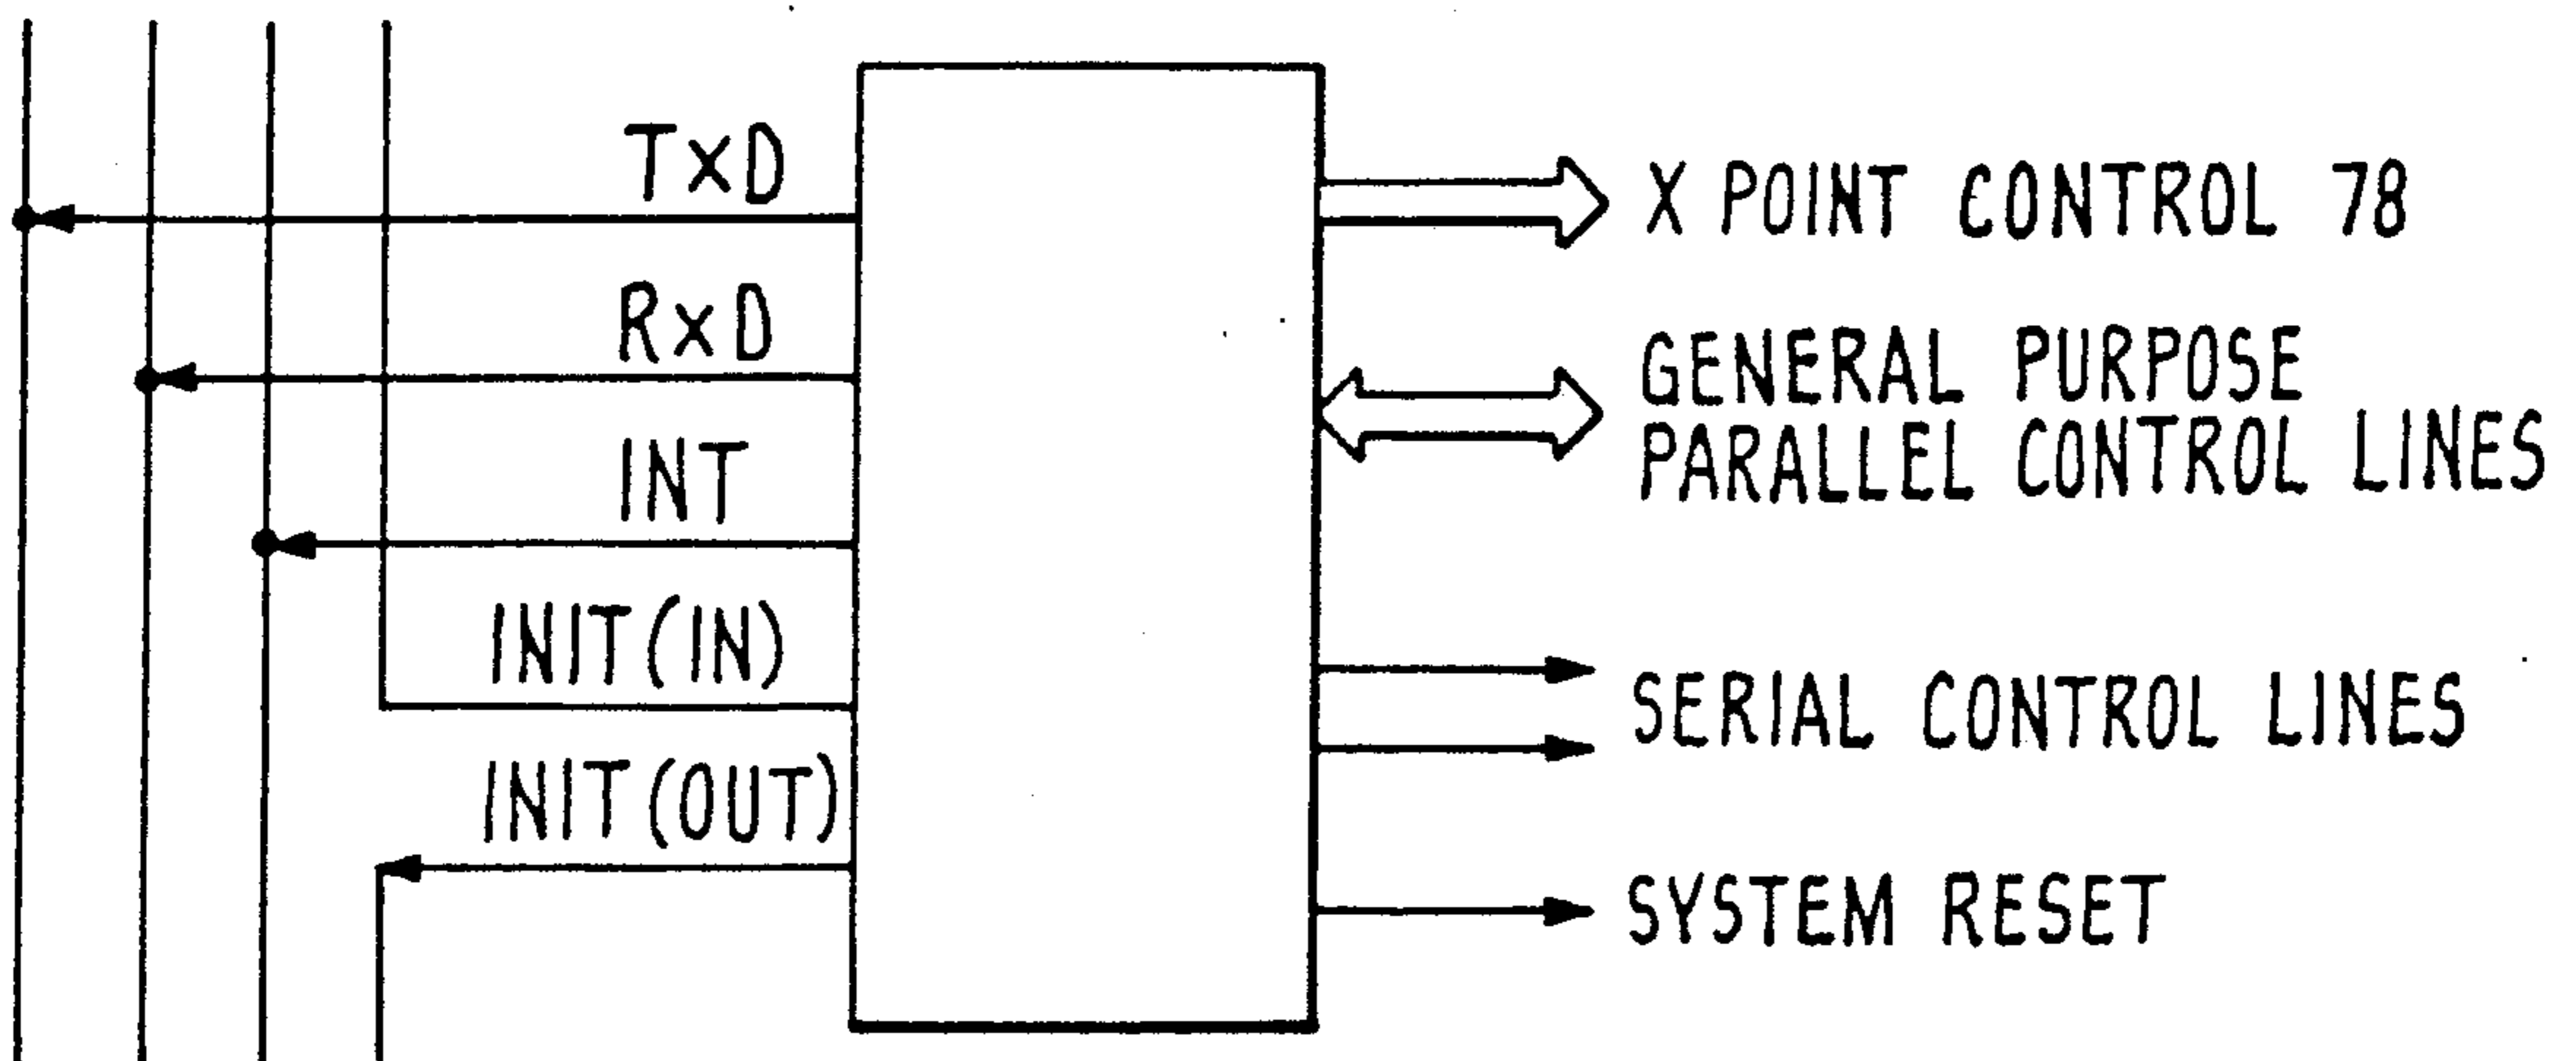 TxD
RxD
INT
INIT(IN)
INIT(OUT)
X POINT CONTROL 78
GENERAL PURPOSE
PARALLEL CONTROL LINES
SERIAL CONTROL LINES
SYSTEM RESET